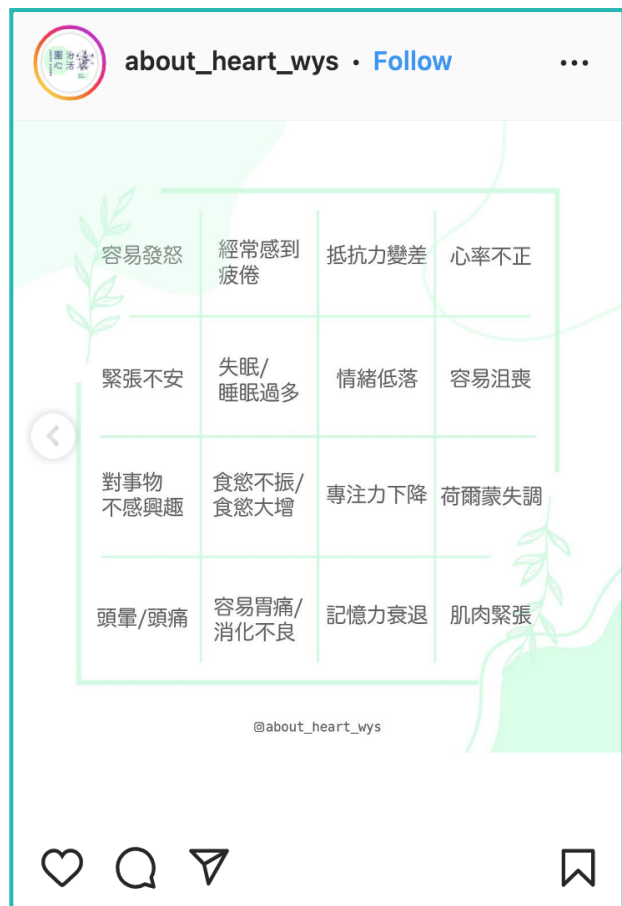 about_heart_wys · Follow
容易發怒
經常感到
疲倦
抵抗力變差
心率不正
緊張不安
失眠/
睡眠過多
情緒低落
容易沮喪
對事物
不感興趣
食慾不振/
食慾大增
專注力下降
荷爾蒙失調
頭暈/頭痛
容易胃痛/
消化不良
記憶力衰退
肌肉緊張
@about_heart_wys